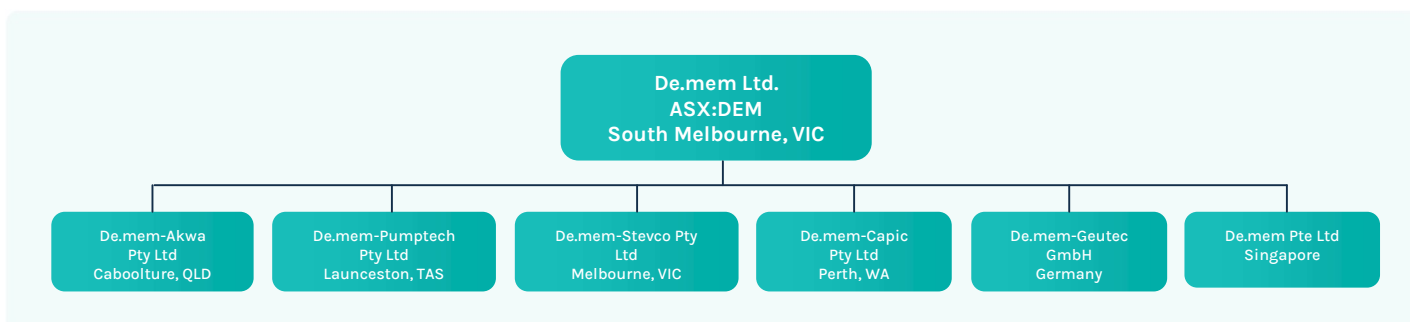 De.mem Ltd.
ASX:DEM
South Melbourne, VIC
De.mem-Akwa
Pty Ltd
Caboolture, QLD
De.mem-Pumptech
Pty Ltd
Launceston, TAS
De.mem-Stevco Pty
Ltd
Melbourne, VIC
De.mem-Capic
Pty Ltd
Perth, WA
De.mem-Geutec
GmbH
Germany
De.mem Pte Ltd
Singapore